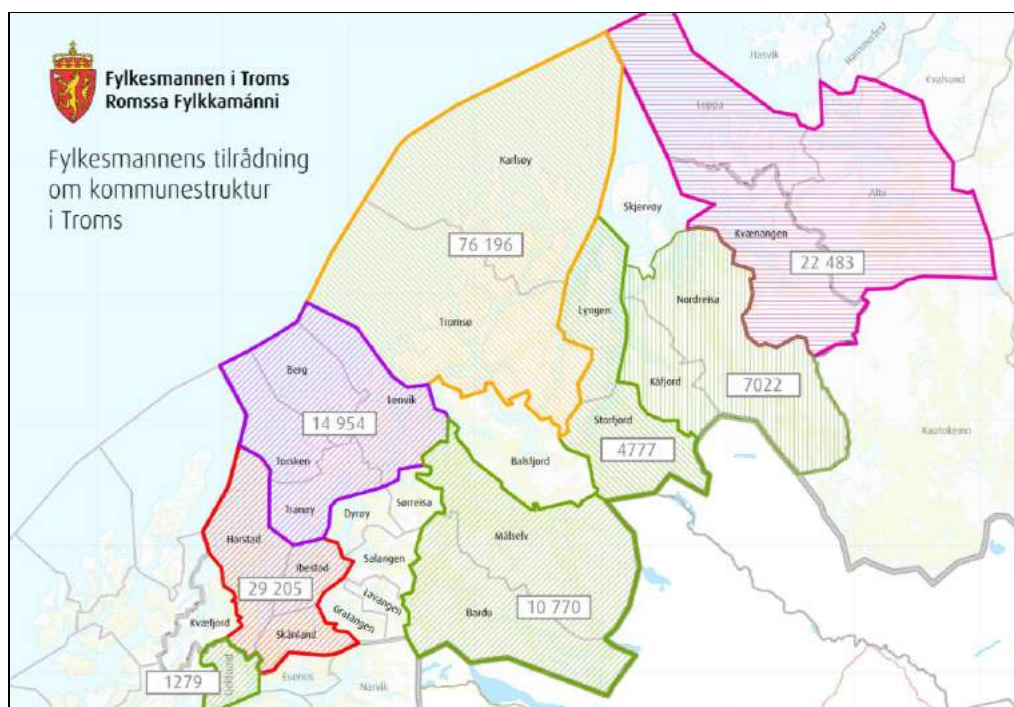 Fylkesmannen i Troms
Romssa Fylkkamánni
Fylkesmannens tilrådning
om kommunestruktur
i Troms
Hasvik
Hammerfest
Kvalsund
Loppa
Karlsøy
Alta
Skjervøy
Kvænangen
76 196
22 483
Nordreisa
Lyngen
Tromsø
Berg
Lenvik
Kåfjord
7022
14 954
Storfjord
4777
Kautokeino
Balsfjord
Torsken
Tranøy
Dyrøy
Sørreisa
Målselv
Harstad
Salangen
Ibestad
29 205
Lavangen
Gratangen
Bardu
10 770
Kvæfjord
Skånland
1279
Tjeldsund
Evenes
Narvik